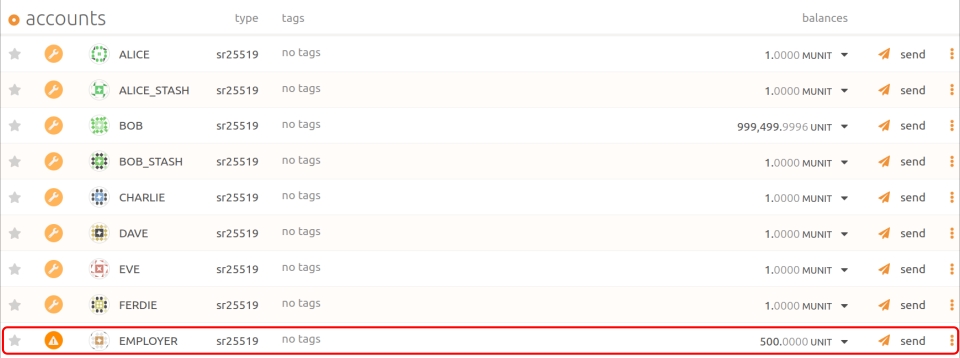 accounts type tags balances
ALICE sr25519 no tags 1.0000 MUNIT send
ALICE_STASH sr25519 no tags 1.0000 MUNIT send
BOB sr25519 no tags 999,499.9996 UNIT send
BOB_STASH sr25519 no tags 1.0000 MUNIT send
CHARLIE sr25519 no tags 1.0000 MUNIT send
DAVE sr25519 no tags 1.0000 MUNIT send
EVE sr25519 no tags 1.0000 MUNIT send
FERDIE sr25519 no tags 1.0000 MUNIT send
EMPLOYER sr25519 no tags 500.0000 UNIT send